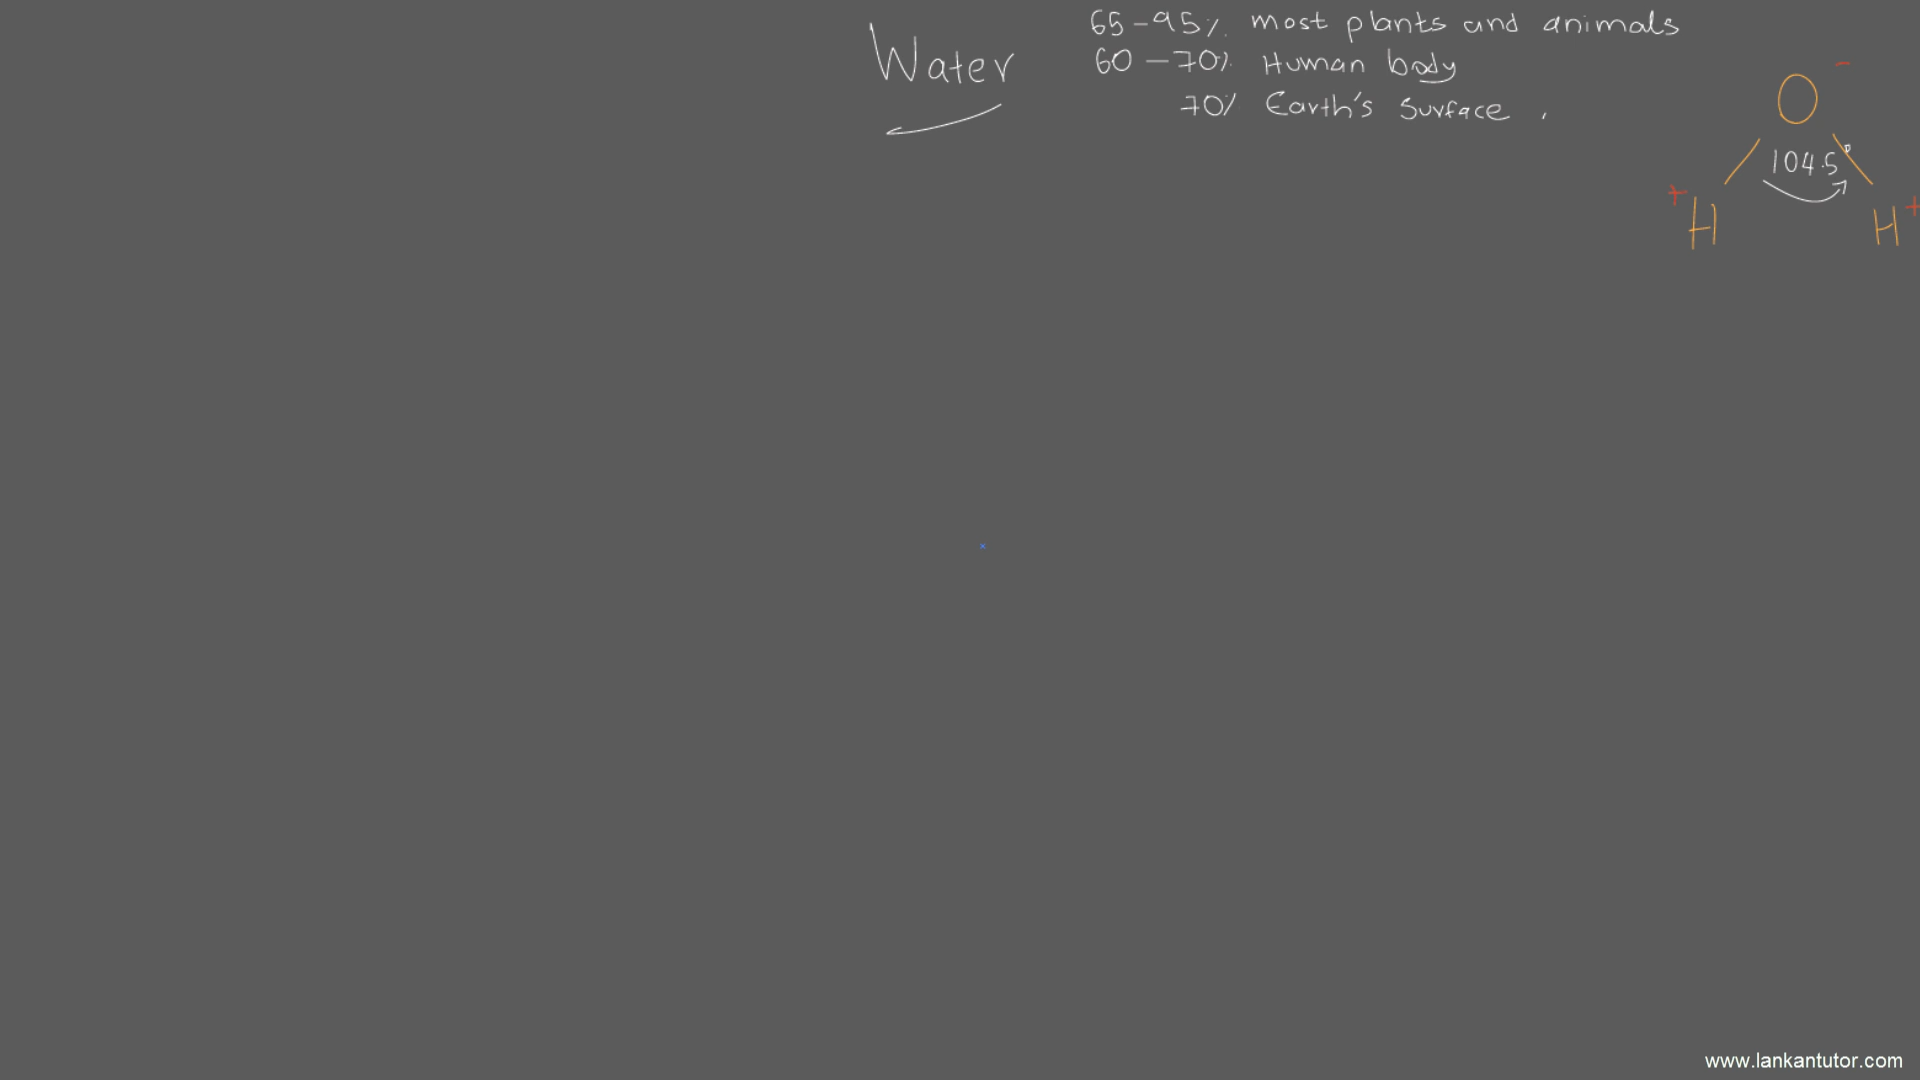 Water
65-95% most plants and animals
60-70% Human body
70% Earth's Surface.
O -
104.5°
+ H
H +
www.lankantutor.com